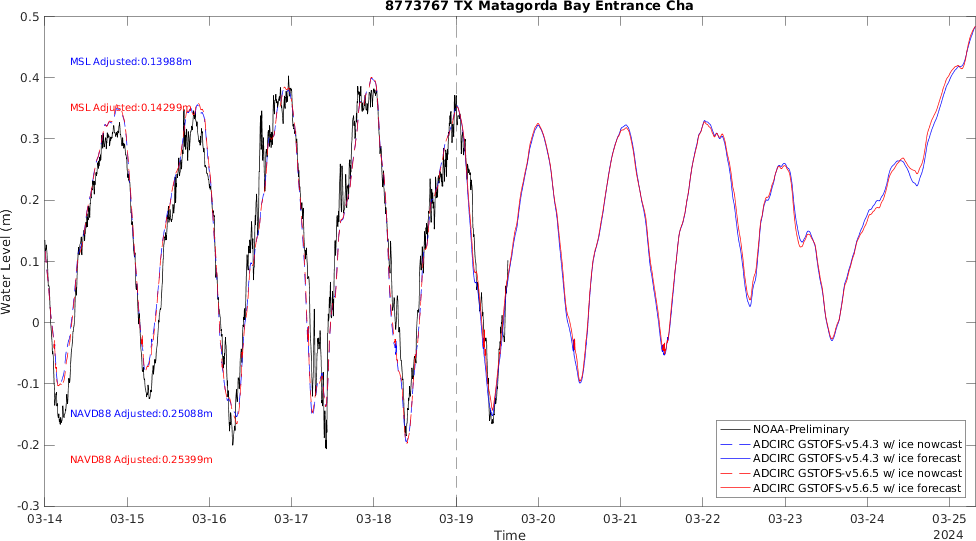 8773767 TX Matagorda Bay Entrance Cha
0.5
0.4
0.3
0.2
0.1
0
-0.1
-0.2
-0.3
Water Level (m)
MSL Adjusted:0.13988m
MSL Adjusted:0.14299m
NAVD88 Adjusted:0.25088m
NAVD88 Adjusted:0.25399m
NOAA-Preliminary
ADCIRC GSTOFS-v5.4.3 w/ ice nowcast
ADCIRC GSTOFS-v5.4.3 w/ ice forecast
ADCIRC GSTOFS-v5.6.5 w/ ice nowcast
ADCIRC GSTOFS-v5.6.5 w/ ice forecast
03-14 03-15 03-16 03-17 03-18 03-19 03-20 03-21 03-22 03-23 03-24 03-25
2024
Time